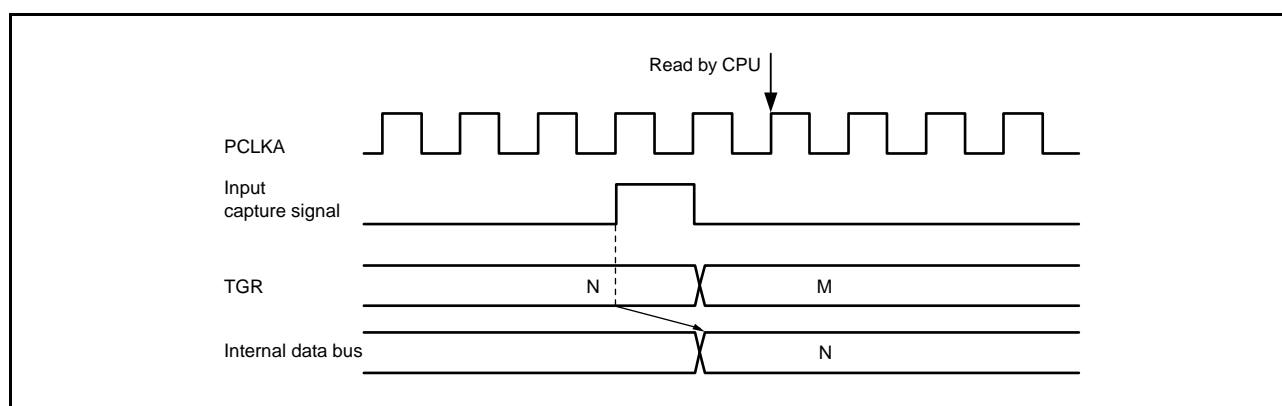 Read by CPU
PCLKA
Input
capture signal
TGR
N
M
Internal data bus
N